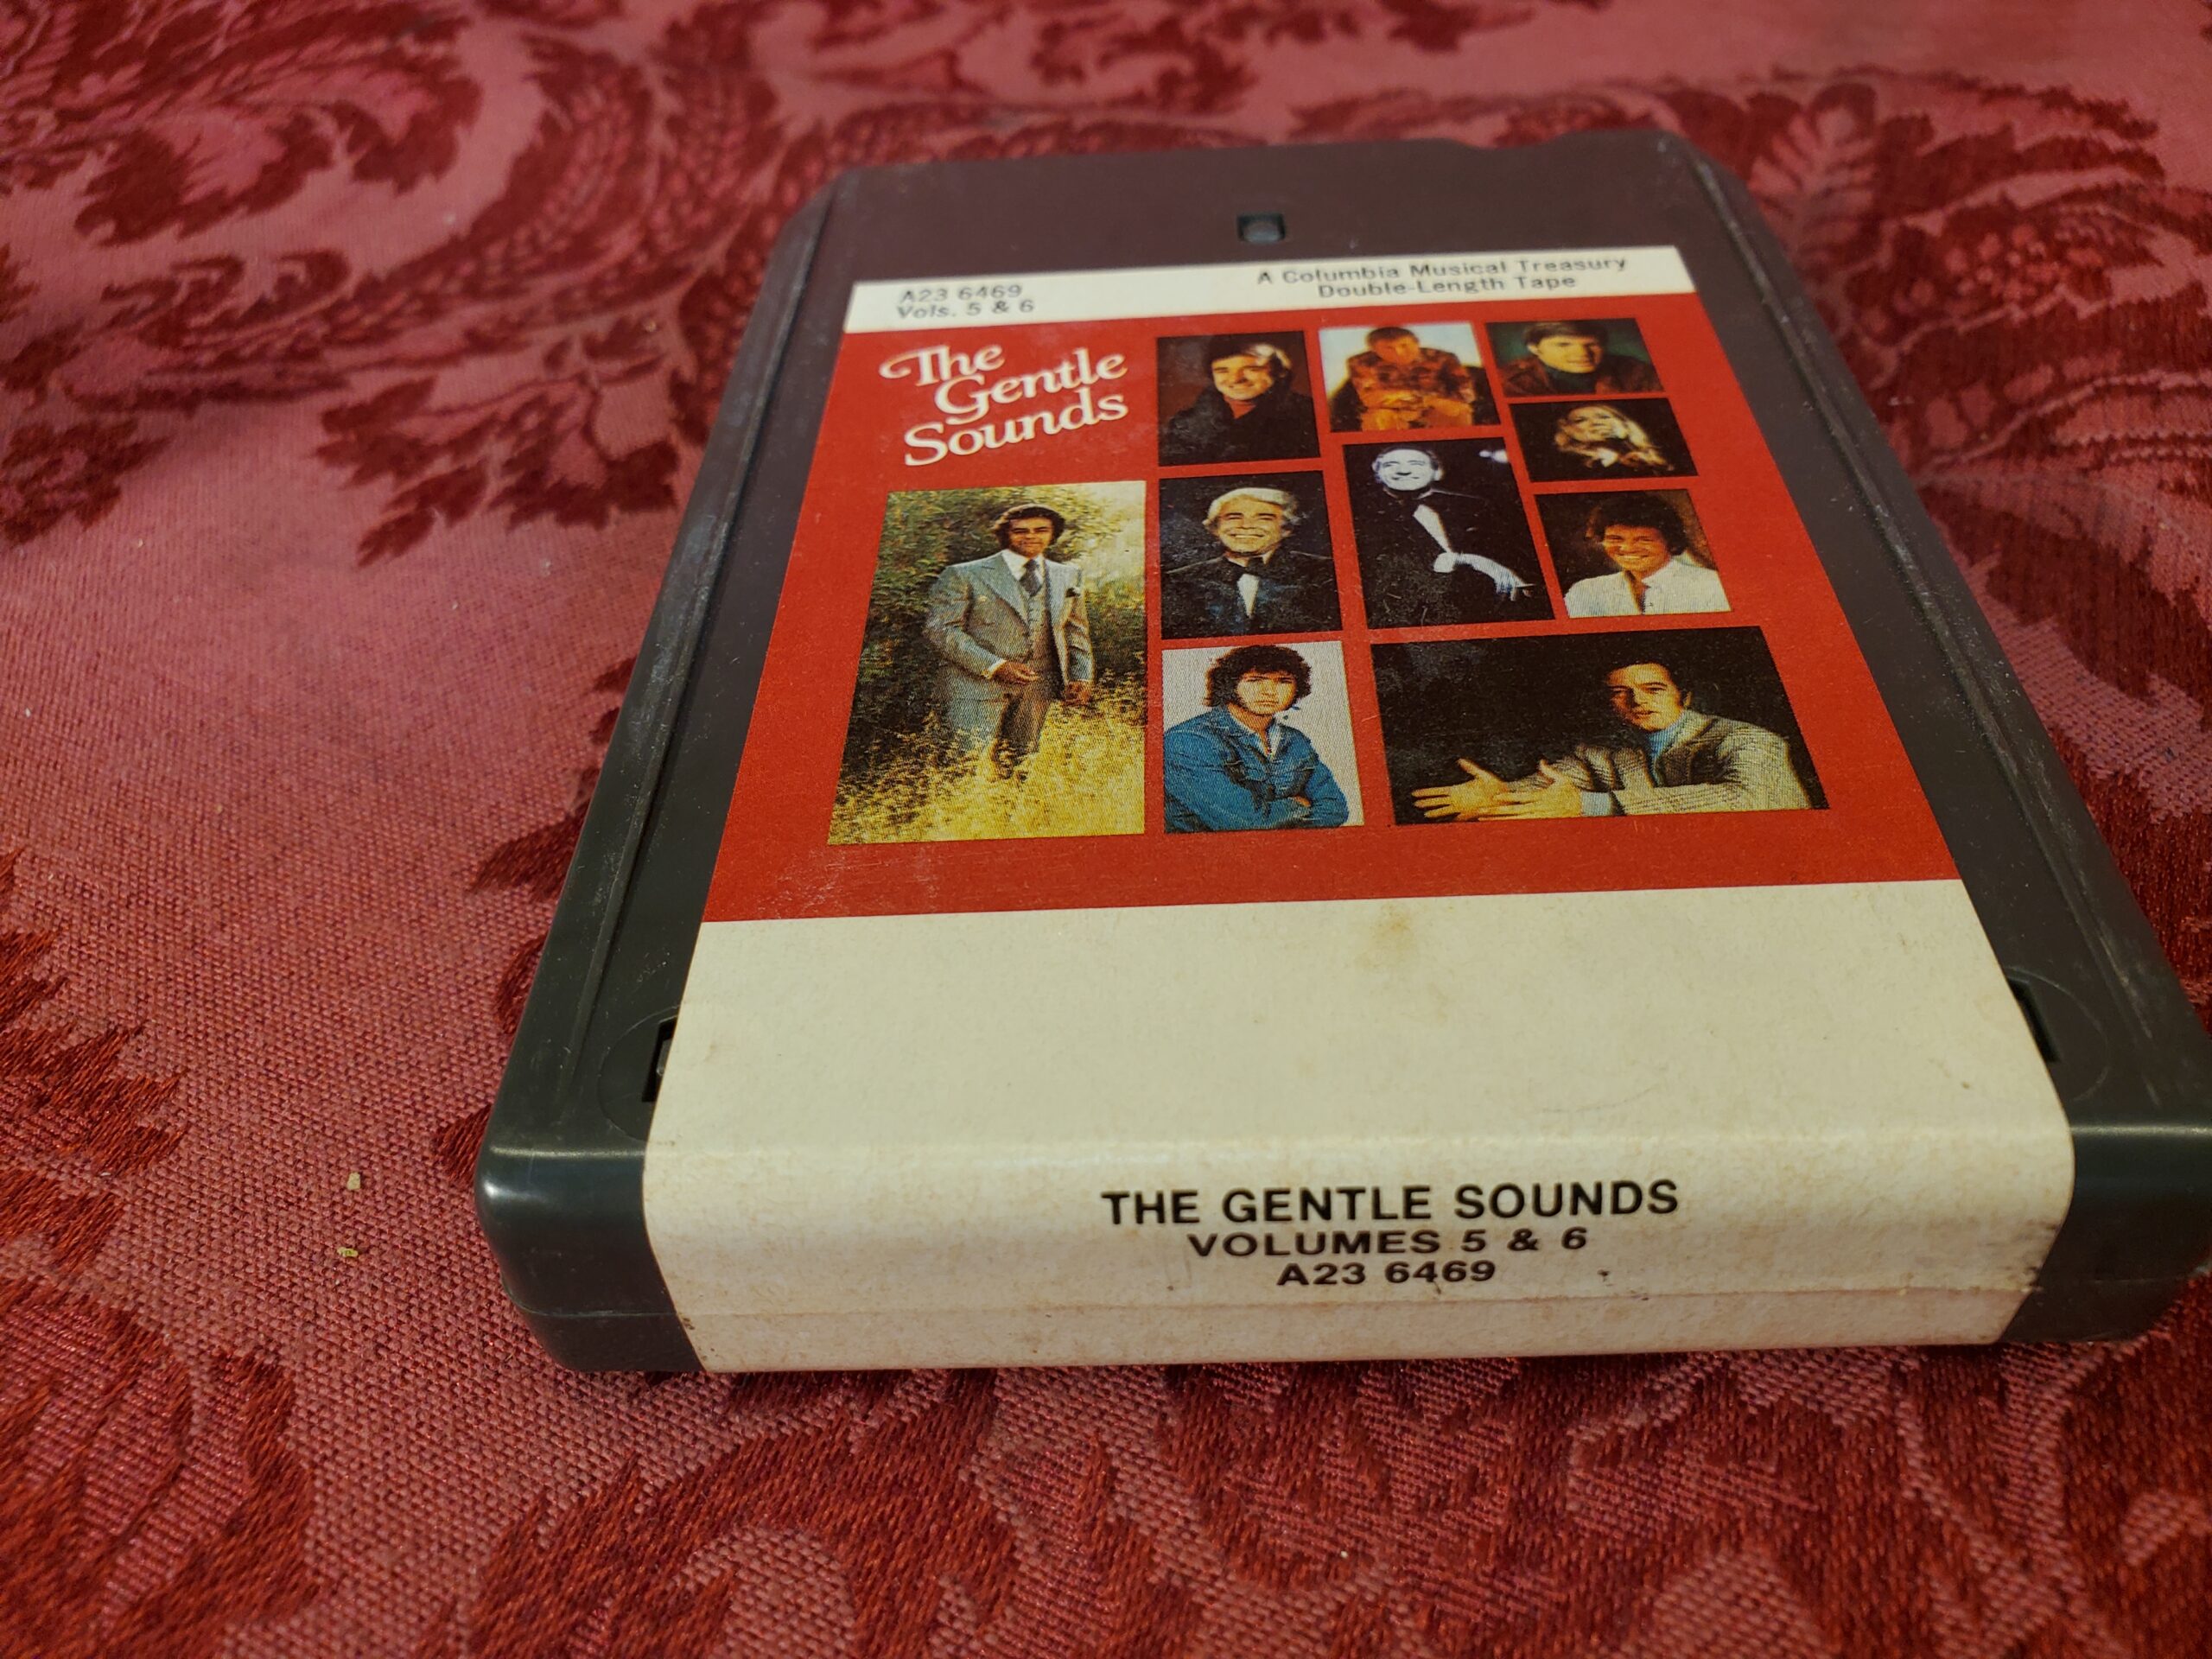 A23 6469
Vols. 5 & 6
A Columbia Musical Treasury
Double-Length Tape
The
Gentle
Sounds
THE GENTLE SOUNDS
VOLUMES 5 & 6
A23 6469